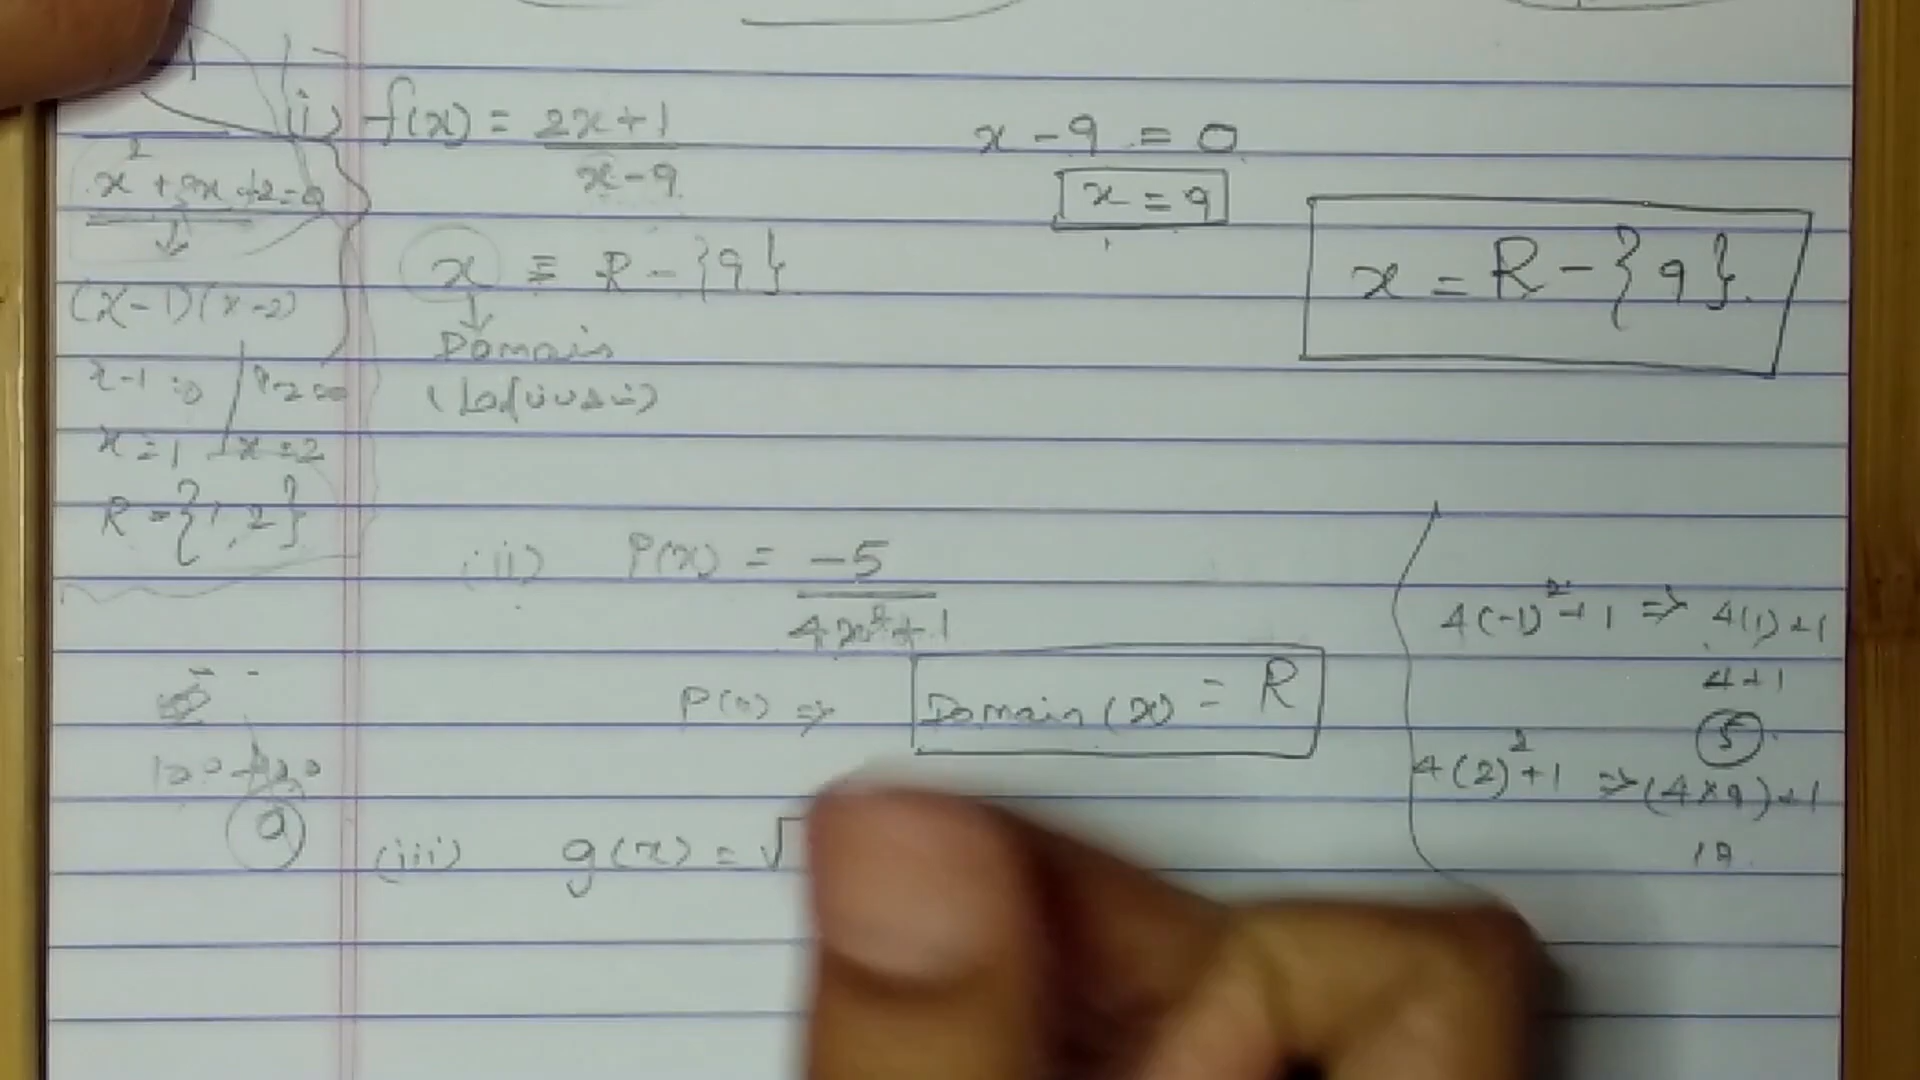 (i) f(x) = 2x+1 / x-9
x - 9 = 0
x = 9
x = R - {9}
x ≡ R - {9}
↓
Domain
x² + 3x + 2 = 0
↓
(x-1)(x-2)
x-1=0 / x-2=0
x=1 / x=2
R = {1, 2}
(ii) P(x) = -5 / 4x²+1
P(x) ⇒ Domain (x) = R
4(-1)²+1 ⇒ 4(1)+1
4+1
5
4(2)²+1 ⇒ (4×9)+1
(iii) g(x) = √